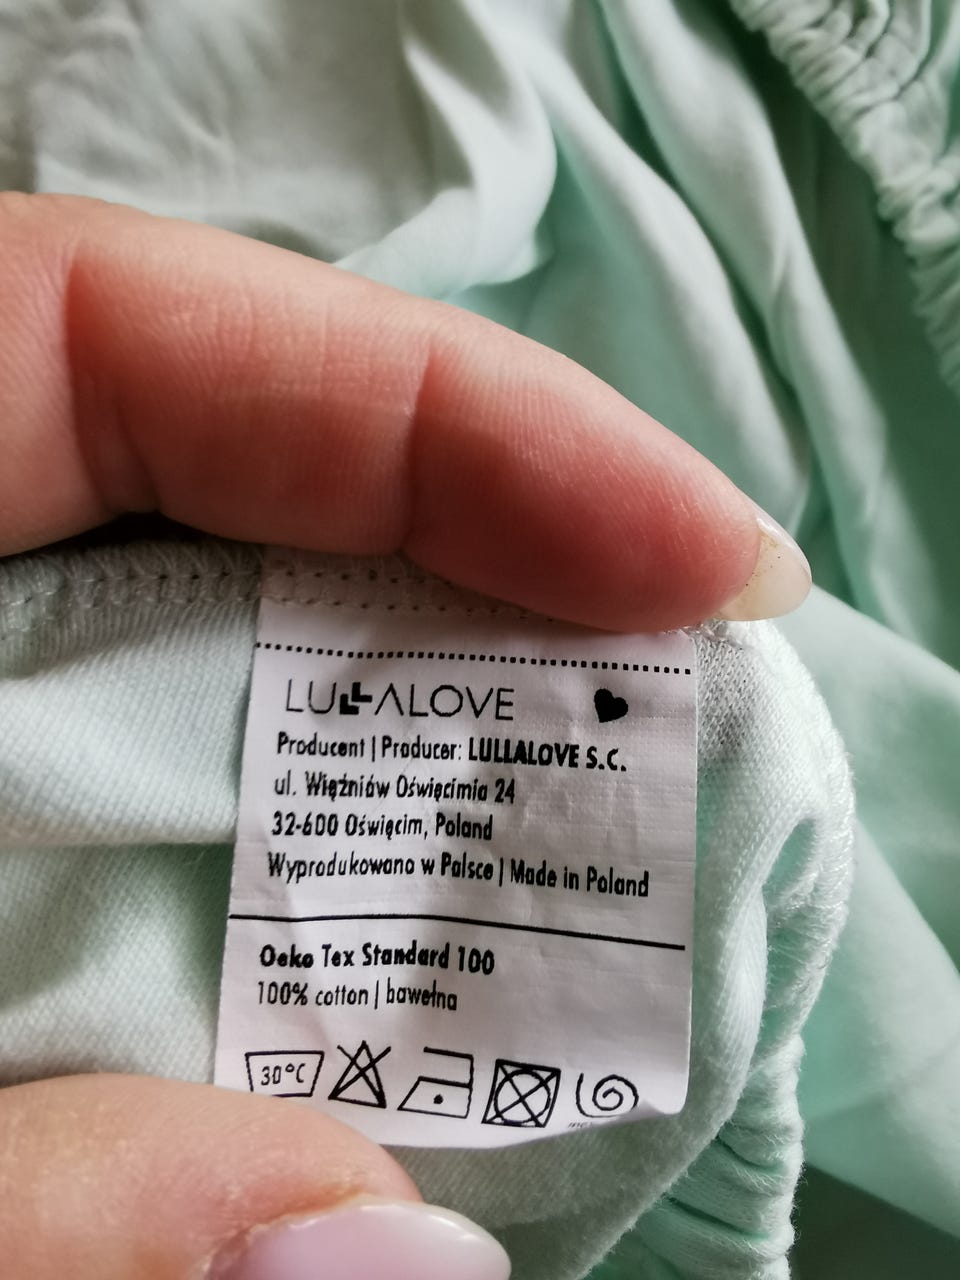 LULLALOVE
Producent | Producer: LULLALOVE S.C.
ul. Więźniów Oświęcimia 24
32-600 Oświęcim, Poland
Wyprodukowano w Polsce | Made in Poland
Oeko Tex Standard 100
100% cotton | bawełna
30°C